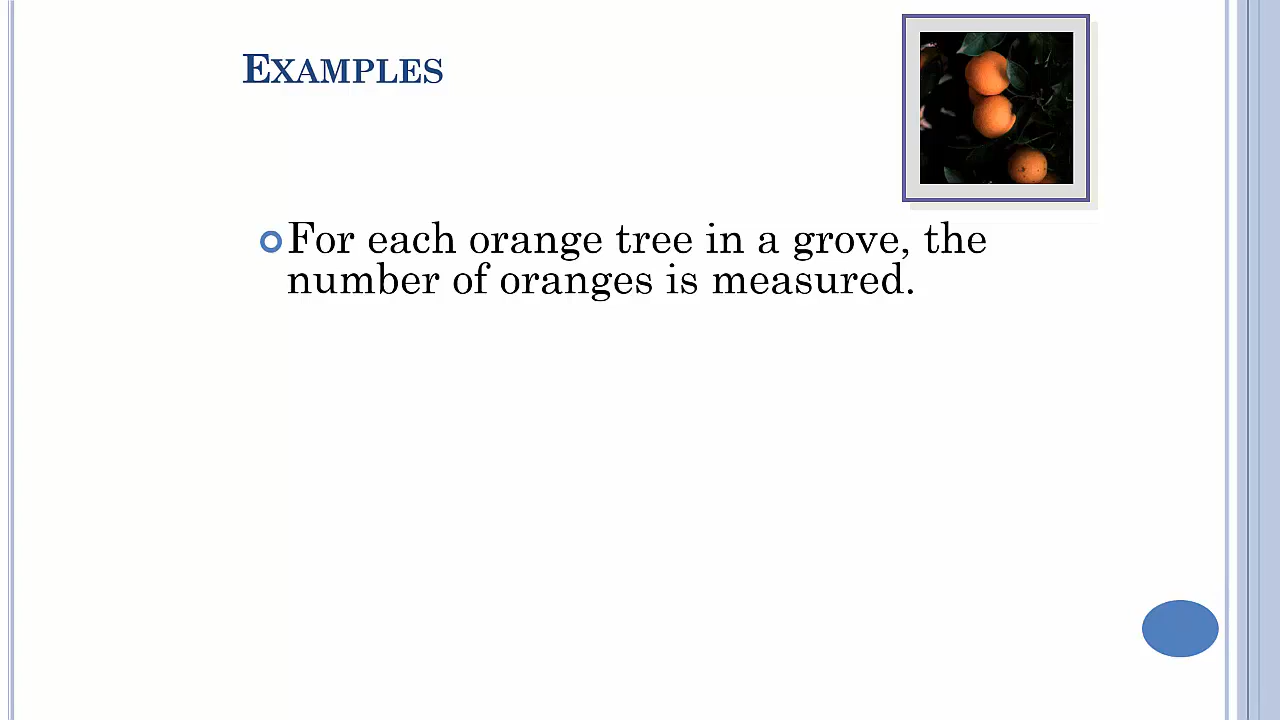 EXAMPLES
For each orange tree in a grove, the
number of oranges is measured.